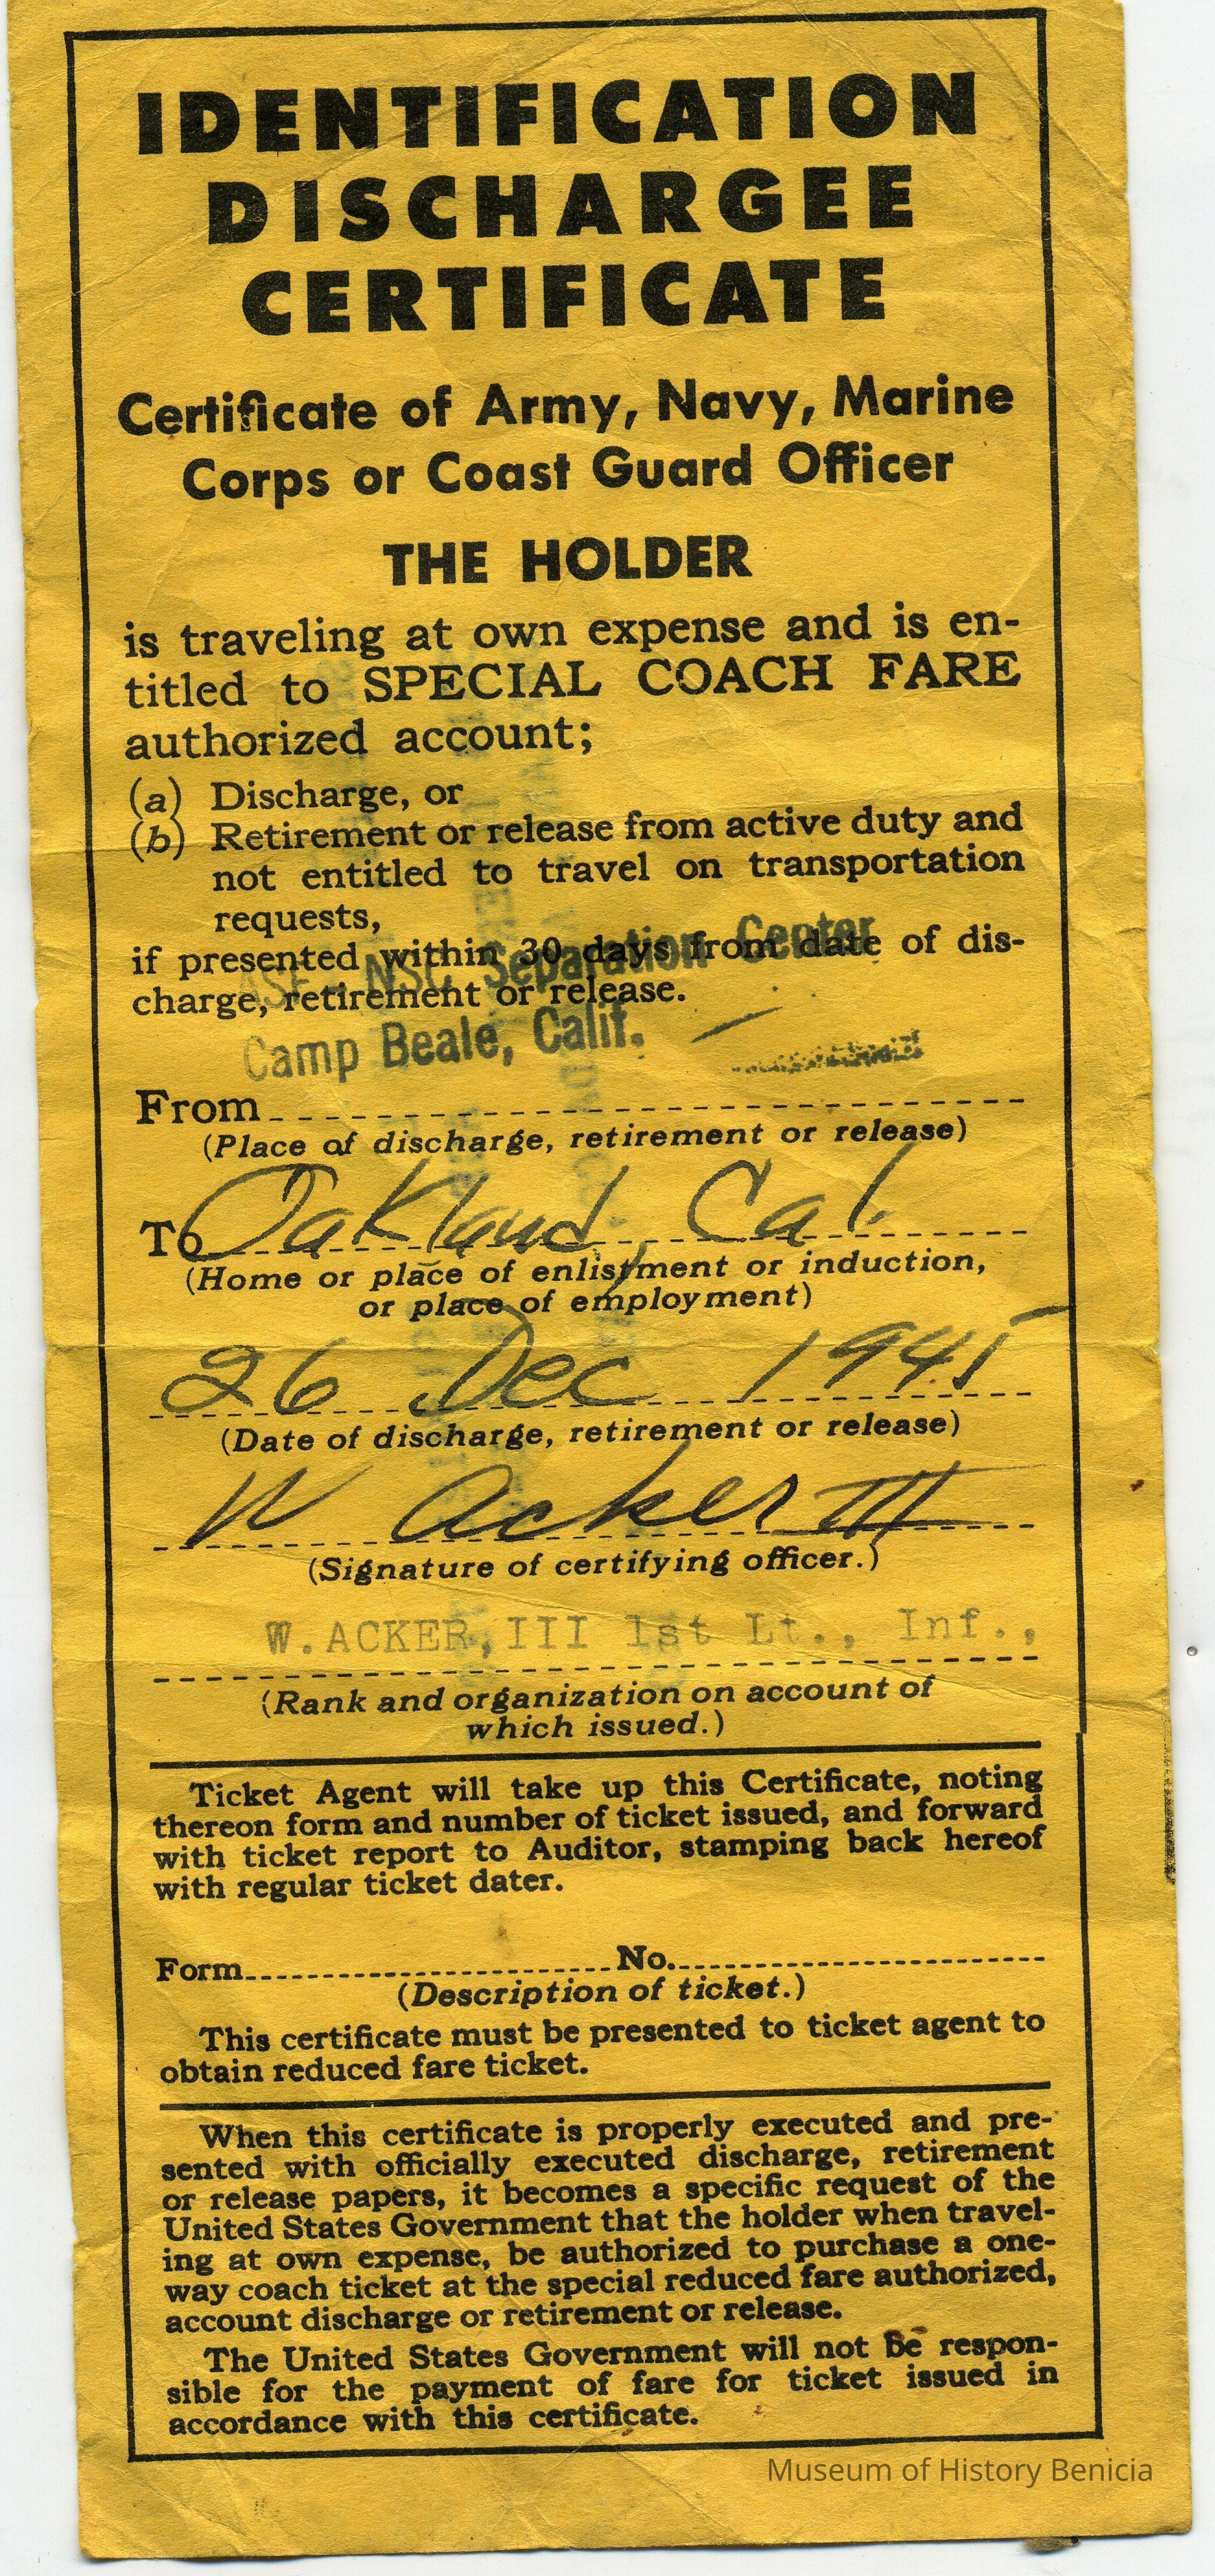 IDENTIFICATION
DISCHARGEE
CERTIFICATE
Certificate of Army, Navy, Marine
Corps or Coast Guard Officer
THE HOLDER
is traveling at own expense and is en-
titled to SPECIAL COACH FARE
authorized account;
(a) Discharge, or
(b) Retirement or release from active duty and
not entitled to travel on transportation
requests,
if presented within 30 days from date of dis-
charge, retirement or release.
ASF - NSC Separation Center
Camp Beale, Calif.
From
(Place of discharge, retirement or release)
To Oakland, Cal.
(Home or place of enlistment or induction,
or place of employment)
26 Dec 1945
(Date of discharge, retirement or release)
W Acker III
(Signature of certifying officer.)
W.ACKER, III 1st Lt., Inf.,
(Rank and organization on account of
which issued.)
Ticket Agent will take up this Certificate, noting
thereon form and number of ticket issued, and forward
with ticket report to Auditor, stamping back hereof
with regular ticket dater.
Form No.
(Description of ticket.)
This certificate must be presented to ticket agent to
obtain reduced fare ticket.
When this certificate is properly executed and pre-
sented with officially executed discharge, retirement
or release papers, it becomes a specific request of the
United States Government that the holder when travel-
ing at own expense, be authorized to purchase a one-
way coach ticket at the special reduced fare authorized,
account discharge or retirement or release.
The United States Government will not be respon-
sible for the payment of fare for ticket issued in
accordance with this certificate.
Museum of History Benicia